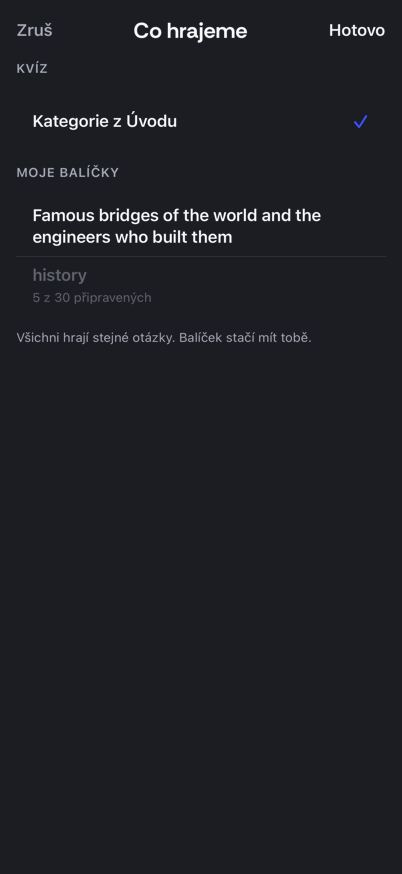 Zruš
Co hrajeme
Hotovo
KVÍZ
Kategorie z Úvodu
MOJE BALÍČKY
Famous bridges of the world and the
engineers who built them
history
5 z 30 připravených
Všichni hrají stejné otázky. Balíček stačí mít tobě.